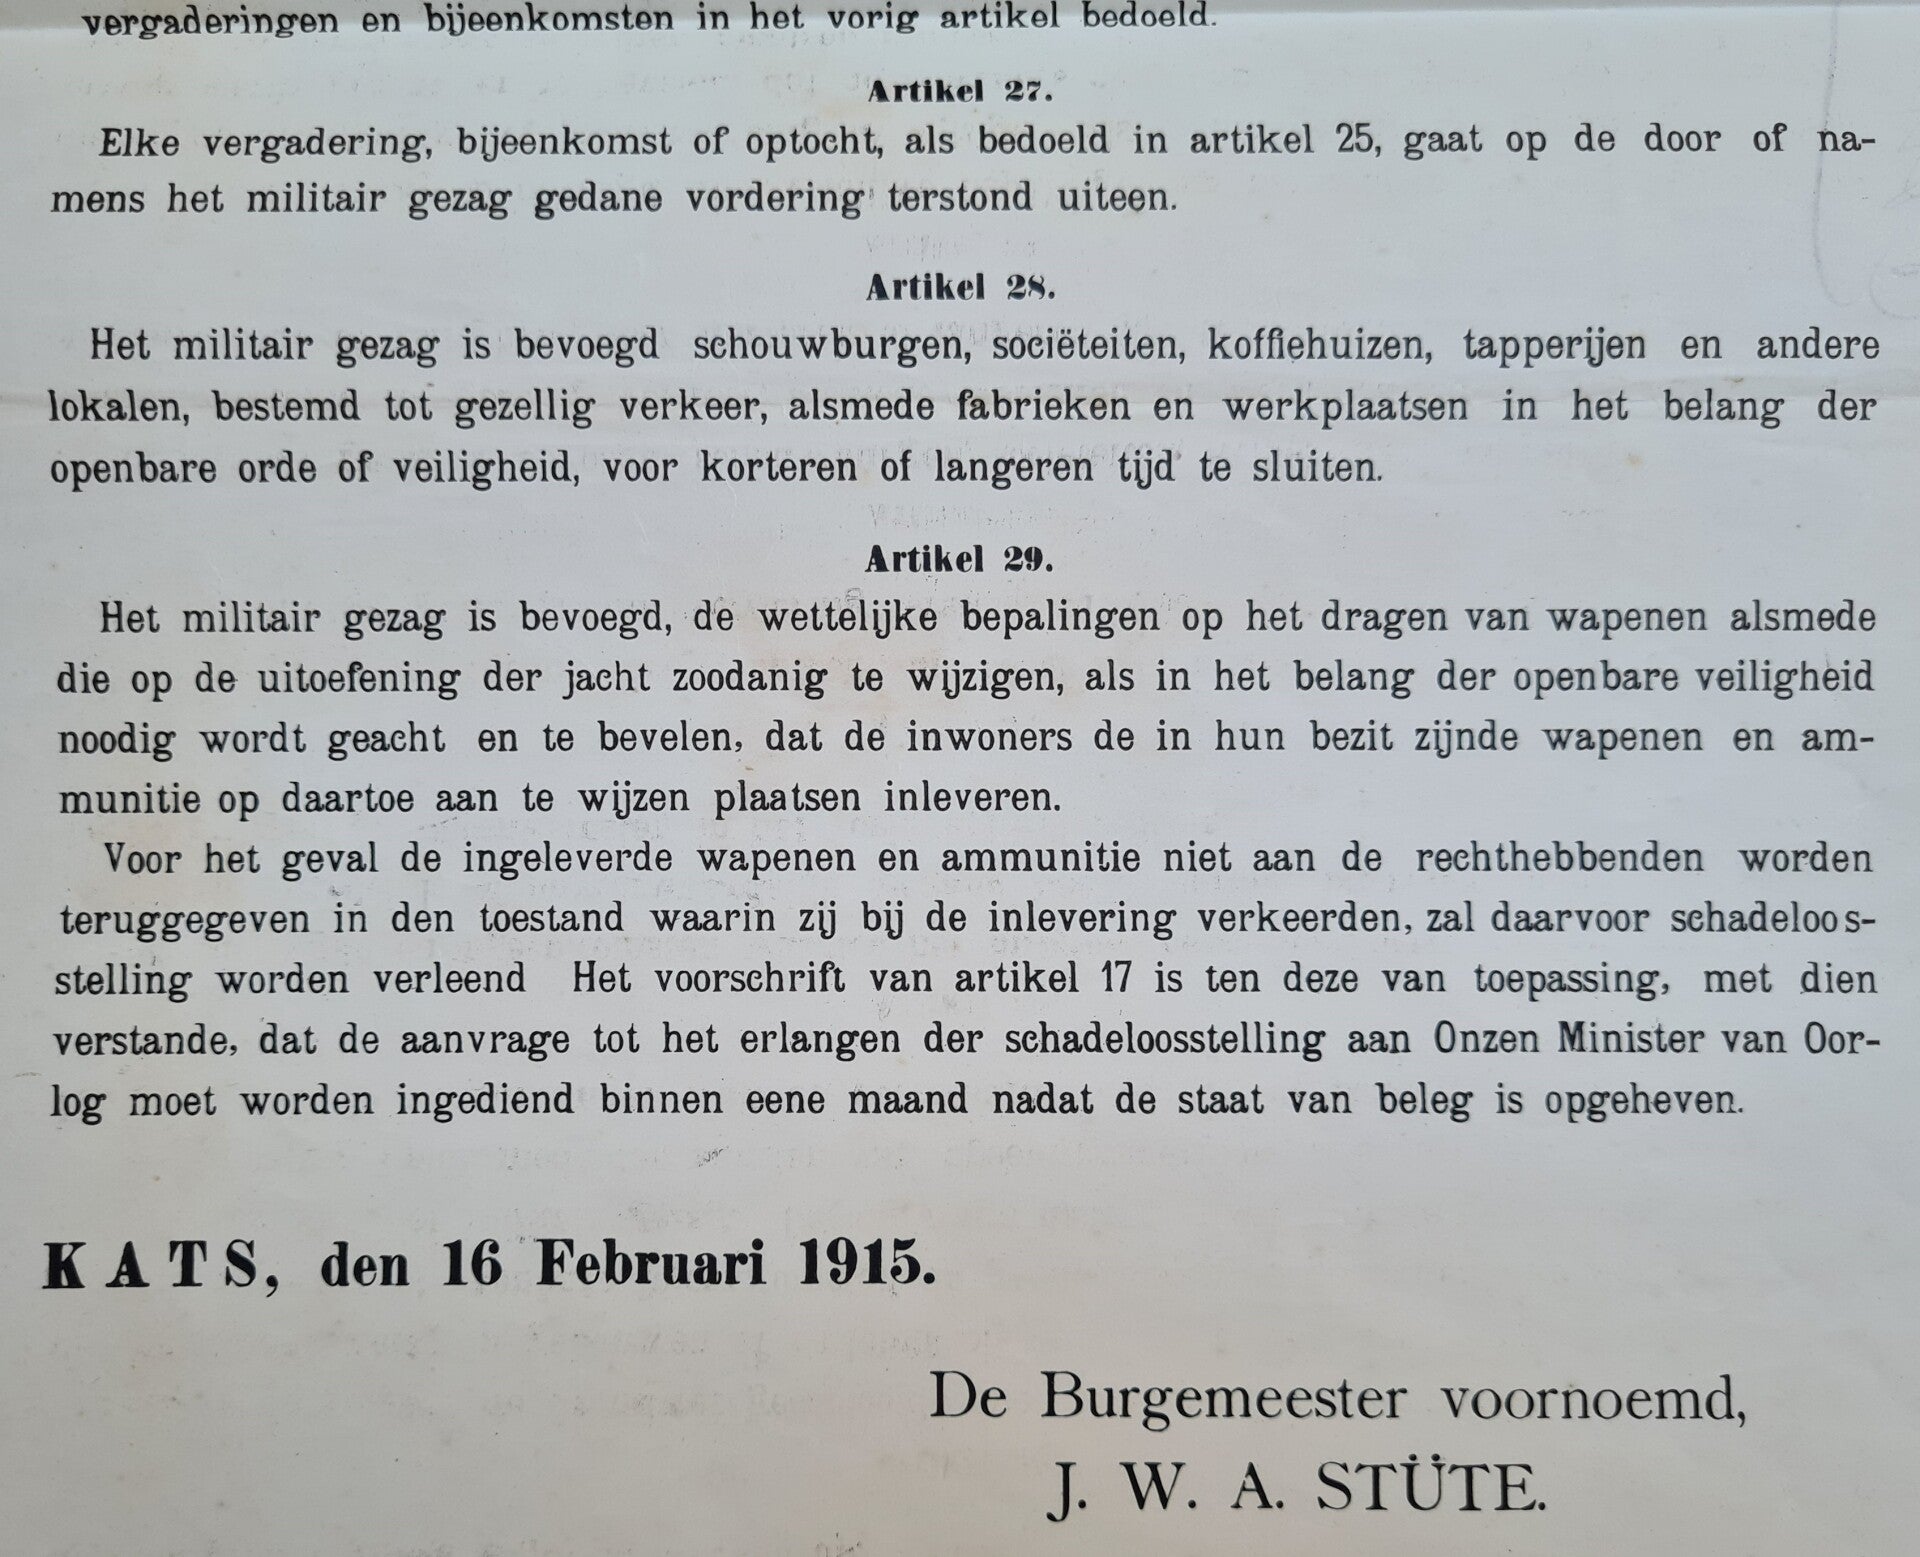 vergaderingen en bijeenkomsten in het vorig artikel bedoeld.
Artikel 27.
Elke vergadering, bijeenkomst of optocht, als bedoeld in artikel 25, gaat op de door of na-
mens het militair gezag gedane vordering terstond uiteen.
Artikel 28.
Het militair gezag is bevoegd schouwburgen, sociëteiten, koffiehuizen, tapperijen en andere
lokalen, bestemd tot gezellig verkeer, alsmede fabrieken en werkplaatsen in het belang der
openbare orde of veiligheid, voor korteren of langeren tijd te sluiten.
Artikel 29.
Het militair gezag is bevoegd, de wettelijke bepalingen op het dragen van wapenen alsmede
die op de uitoefening der jacht zoodanig te wijzigen, als in het belang der openbare veiligheid
noodig wordt geacht en te bevelen, dat de inwoners de in hun bezit zijnde wapenen en am-
munitie op daartoe aan te wijzen plaatsen inleveren.
Voor het geval de ingeleverde wapenen en ammunitie niet aan de rechthebbenden worden
teruggegeven in den toestand waarin zij bij de inlevering verkeerden, zal daarvoor schadeloos-
stelling worden verleend Het voorschrift van artikel 17 is ten deze van toepassing, met dien
verstande, dat de aanvrage tot het erlangen der schadeloosstelling aan Onzen Minister van Oor-
log moet worden ingediend binnen eene maand nadat de staat van beleg is opgeheven.
KATS, den 16 Februari 1915.
De Burgemeester voornoemd,
J. W. A. STÜTE.